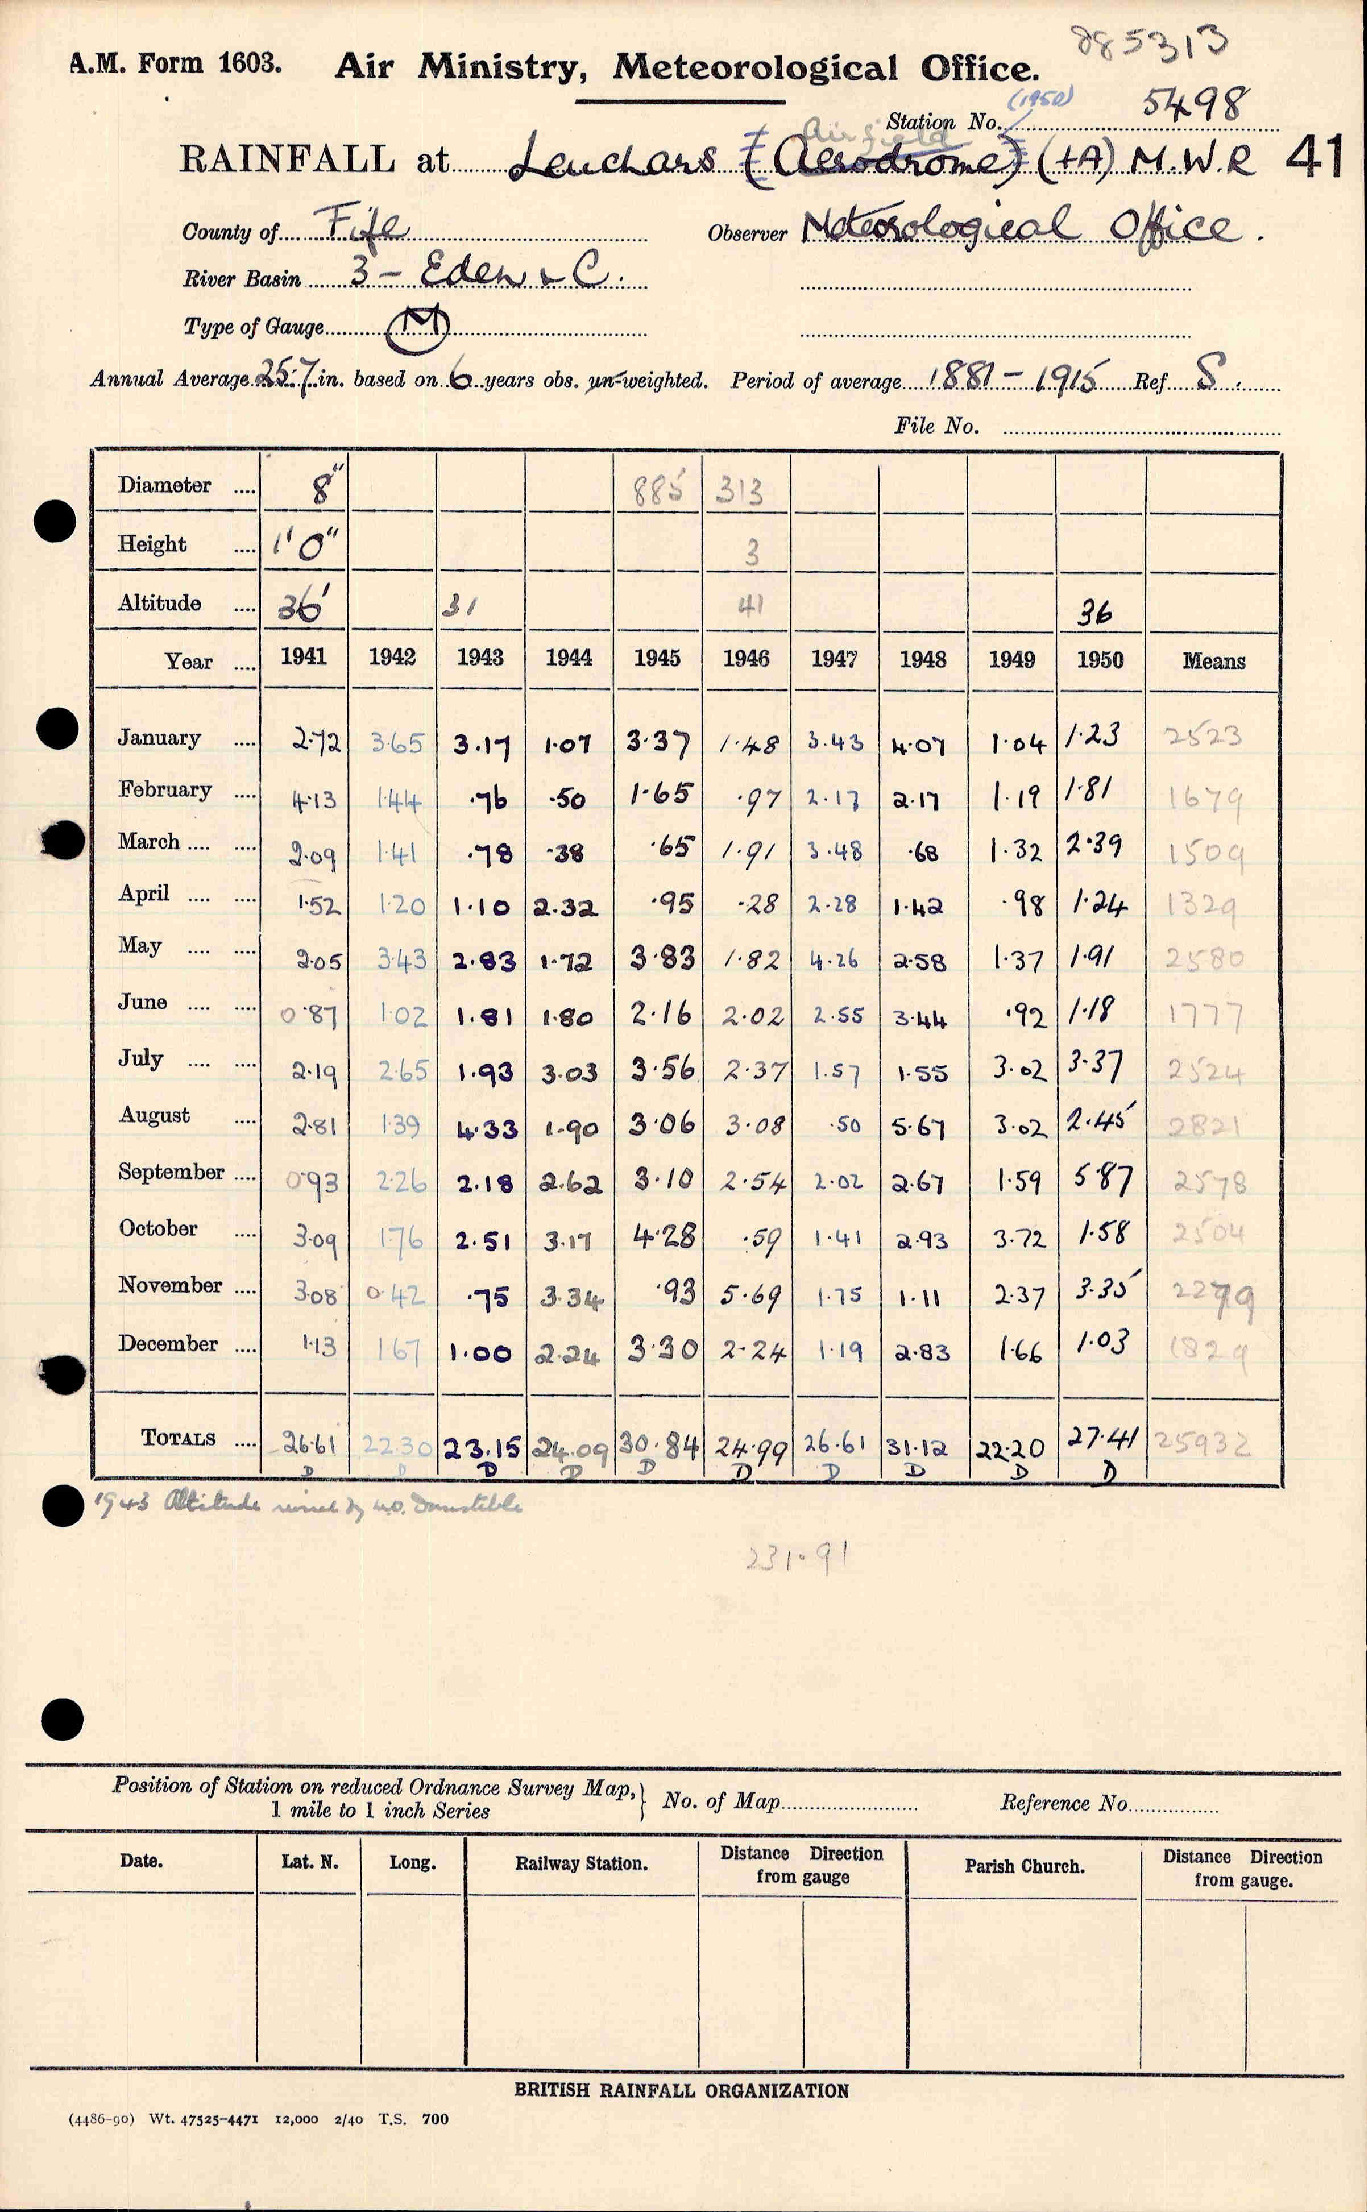 885313
A.M. Form 1603. Air Ministry, Meteorological Office.
(1950)
Station No. 5498
Airfield
RAINFALL at Leuchars (Aerodrome) (+A) M.W.R 41
County of Fife Observer Meteorological Office.
River Basin 3 - Eden & C.
Type of Gauge M
Annual Average 25.7 in. based on 6 years obs. un-weighted. Period of average 1881 - 1915 Ref S.
File No.
Diameter .... 8" 885 313
Height .... 1'0" 3
Altitude .... 36' 31 41 36
Year .... 1941 1942 1943 1944 1945 1946 1947 1948 1949 1950 Means
January .... 2.72 3.65 3.17 1.07 3.37 1.48 3.43 4.07 1.04 1.23 2523
February .... 4.13 1.44 .76 .50 1.65 .97 2.17 2.17 1.19 1.81 1679
March .... .... 2.09 1.41 .78 .38 .65 1.91 3.48 .68 1.32 2.39 1509
April .... .... 1.52 1.20 1.10 2.32 .95 .28 2.28 1.42 .98 1.24 1329
May .... .... 2.05 3.43 2.83 1.72 3.83 1.82 4.26 2.58 1.37 1.91 2580
June .... .... 0.87 1.02 1.81 1.80 2.16 2.02 2.55 3.44 .92 1.18 1777
July .... .... 2.19 2.65 1.93 3.03 3.56 2.37 1.57 1.55 3.02 3.37 2524
August .... 2.81 1.39 4.33 1.90 3.06 3.08 .50 5.67 3.02 2.45 2821
September .... 0.93 2.26 2.18 2.62 3.10 2.54 2.02 2.67 1.59 5.87 2578
October .... 3.09 1.76 2.51 3.17 4.28 .59 1.41 2.93 3.72 1.58 2504
November .... 3.08 0.42 .75 3.34 .93 5.69 1.75 1.11 2.37 3.35 2279
December .... 1.13 1.67 1.00 2.24 3.30 2.24 1.19 2.83 1.66 1.03 1829
TOTALS .... 26.61 22.30 23.15 24.09 30.84 24.99 26.61 31.12 22.20 27.41 25932
D D D D D D D D D D
1943 Altitude revised by M.O. Dunstable
231.91
Position of Station on reduced Ordnance Survey Map, } No. of Map Reference No.
1 mile to 1 inch Series
Date. Lat. N. Long. Railway Station. Distance Direction from gauge Parish Church. Distance Direction from gauge.
BRITISH RAINFALL ORGANIZATION
(4486-90) Wt. 47525-4471 12,000 2/40 T.S. 700